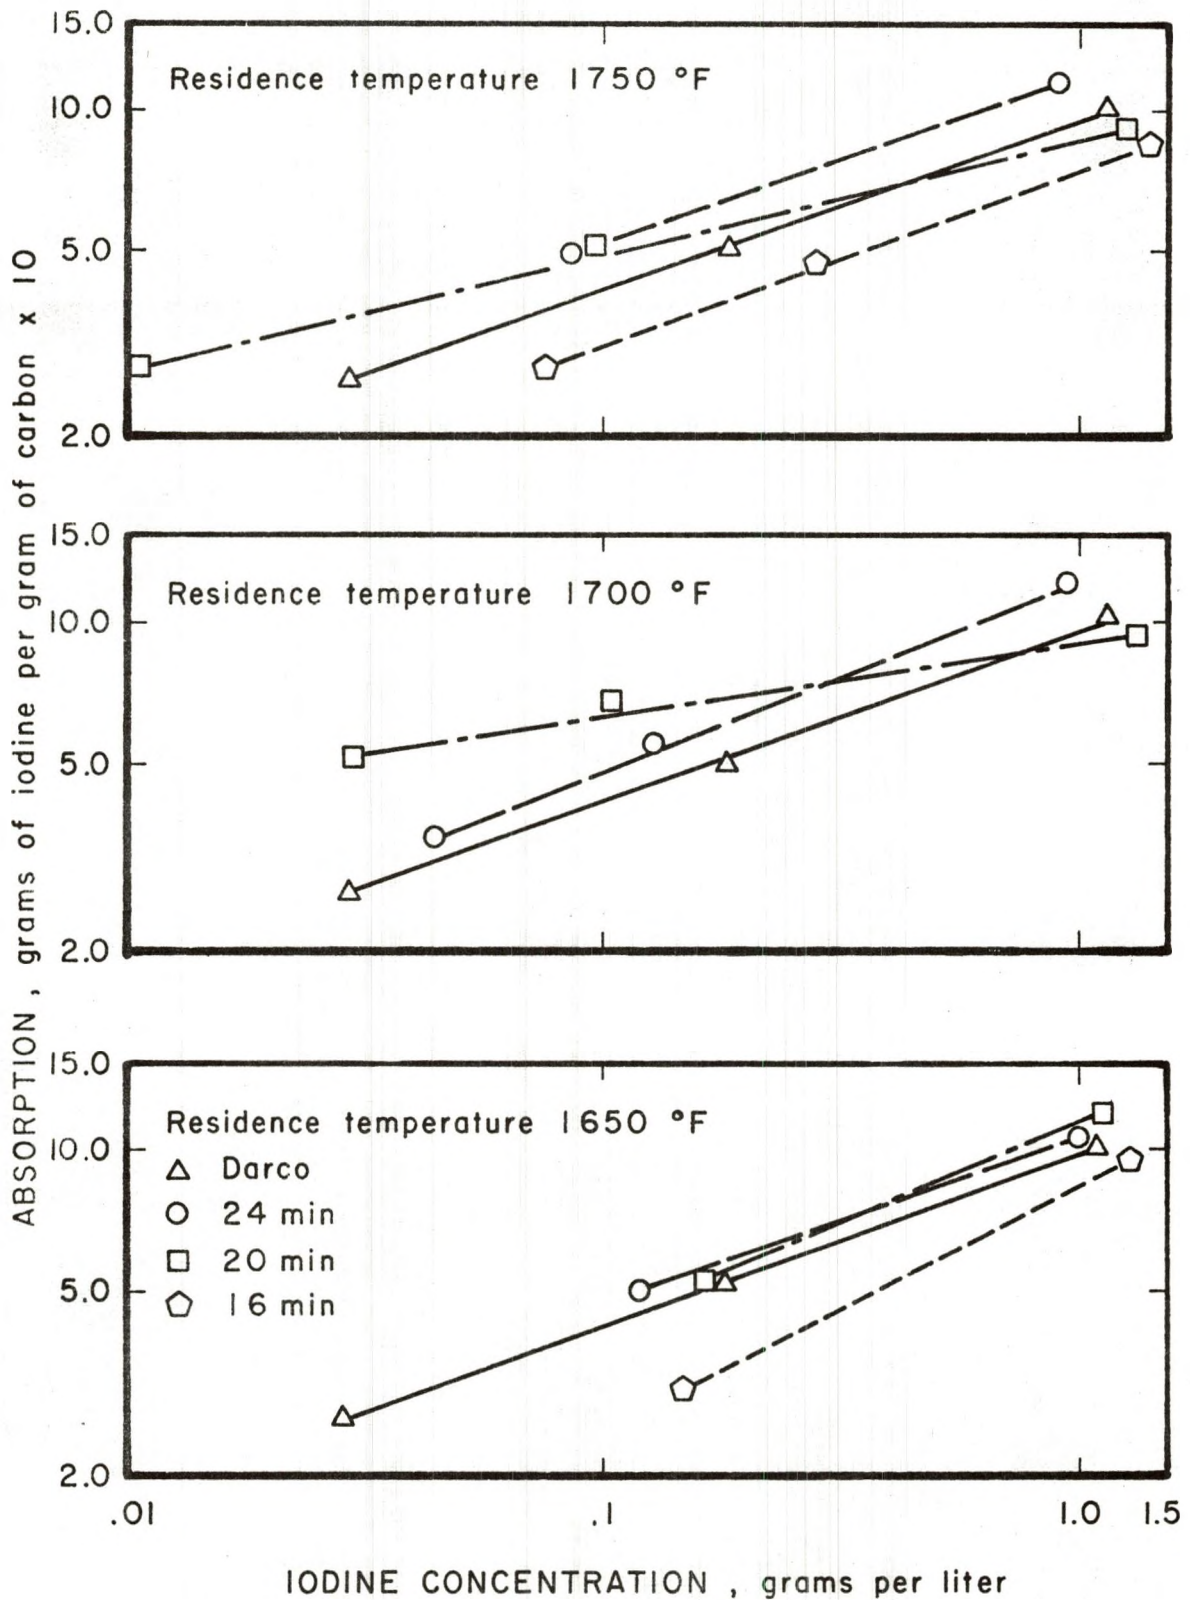 ABSORPTION, grams of iodine per gram of carbon x 10
15.0
Residence temperature 1750 °F
10.0
5.0
2.0
15.0
Residence temperature 1700 °F
10.0
5.0
2.0
15.0
Residence temperature 1650 °F
10.0
Darco
24 min
20 min
5.0
16 min
2.0
.01 .1 1.0 1.5
IODINE CONCENTRATION, grams per liter